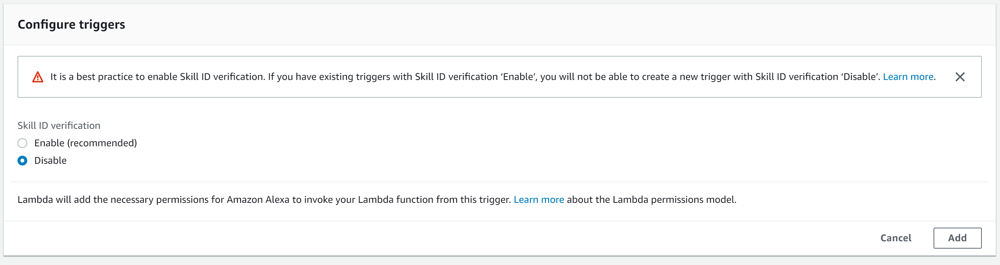 Configure triggers
It is a best practice to enable Skill ID verification. If you have existing triggers with Skill ID verification ‘Enable’, you will not be able to create a new trigger with Skill ID verification ‘Disable’. Learn more.
Skill ID verification
Enable (recommended)
Disable
Lambda will add the necessary permissions for Amazon Alexa to invoke your Lambda function from this trigger. Learn more about the Lambda permissions model.
Cancel Add